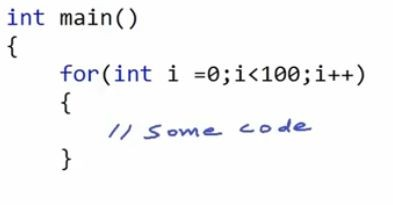 int main()
{
for(int i =0;i<100;i++)
{
// some code
}